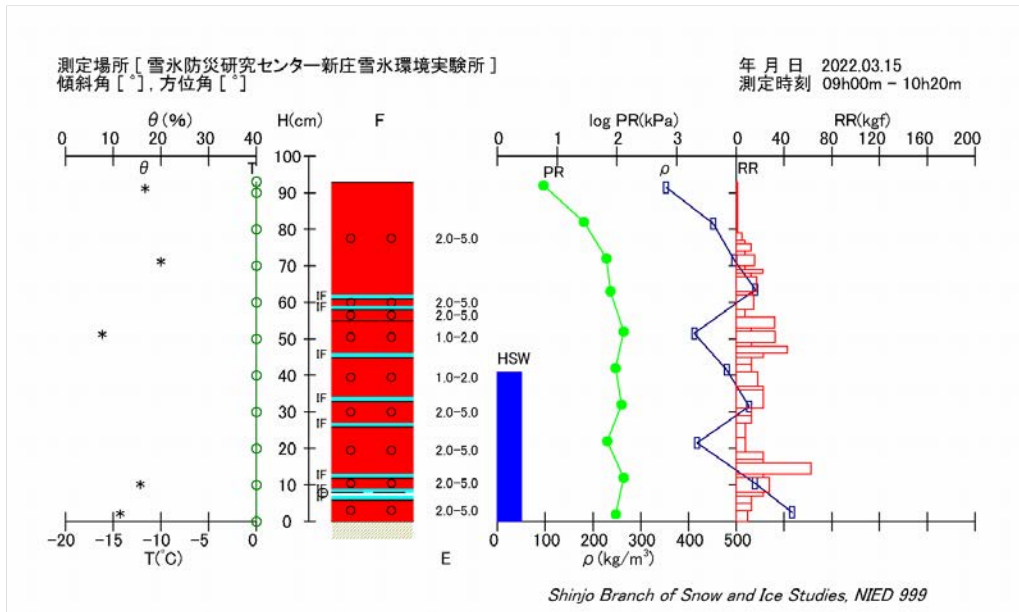 測定場所 [ 雪氷防災研究センター新庄雪氷環境実験所 ]
傾斜角 [ °] , 方位角 [ °]
年 月 日 2022.03.15
測定時刻 09h00m - 10h20m
θ (%) H(cm) F log PR(kPa) RR(kgf)
0 10 20 30 40
0 1 2 3
0 40 80 120 160 200
θ T PR ρ RR
100
90
80
70
60
50
40
30
20
10
0
2.0-5.0
IF
IF 2.0-5.0
2.0-5.0
1.0-2.0
IF
1.0-2.0
IF
2.0-5.0
IF
2.0-5.0
IF
2.0-5.0
IF
IF
2.0-5.0
HSW
-20 -15 -10 -5 0
T(°C)
E
0 100 200 300 400 500
ρ (kg/m³)
Shinjo Branch of Snow and Ice Studies, NIED 999